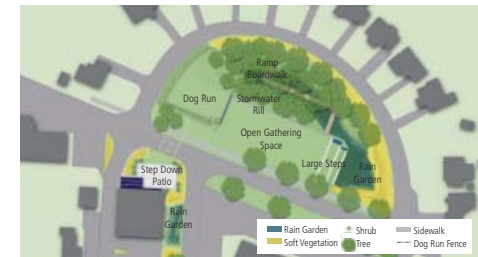 Ramp
Boardwalk
Dog Run
Stormwater
Rill
Open Gathering
Space
Large Steps
Rain
Garden
Step Down
Patio
Rain
Garden
Rain Garden
Shrub
Sidewalk
Soft Vegetation
Tree
Dog Run Fence